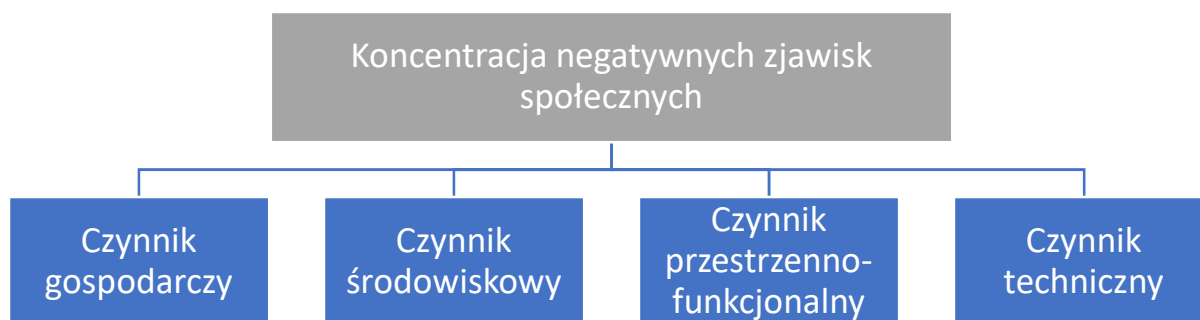 Koncentracja negatywnych zjawisk
społecznych
Czynnik
gospodarczy
Czynnik
środowiskowy
Czynnik
przestrzenno-
funkcjonalny
Czynnik
techniczny